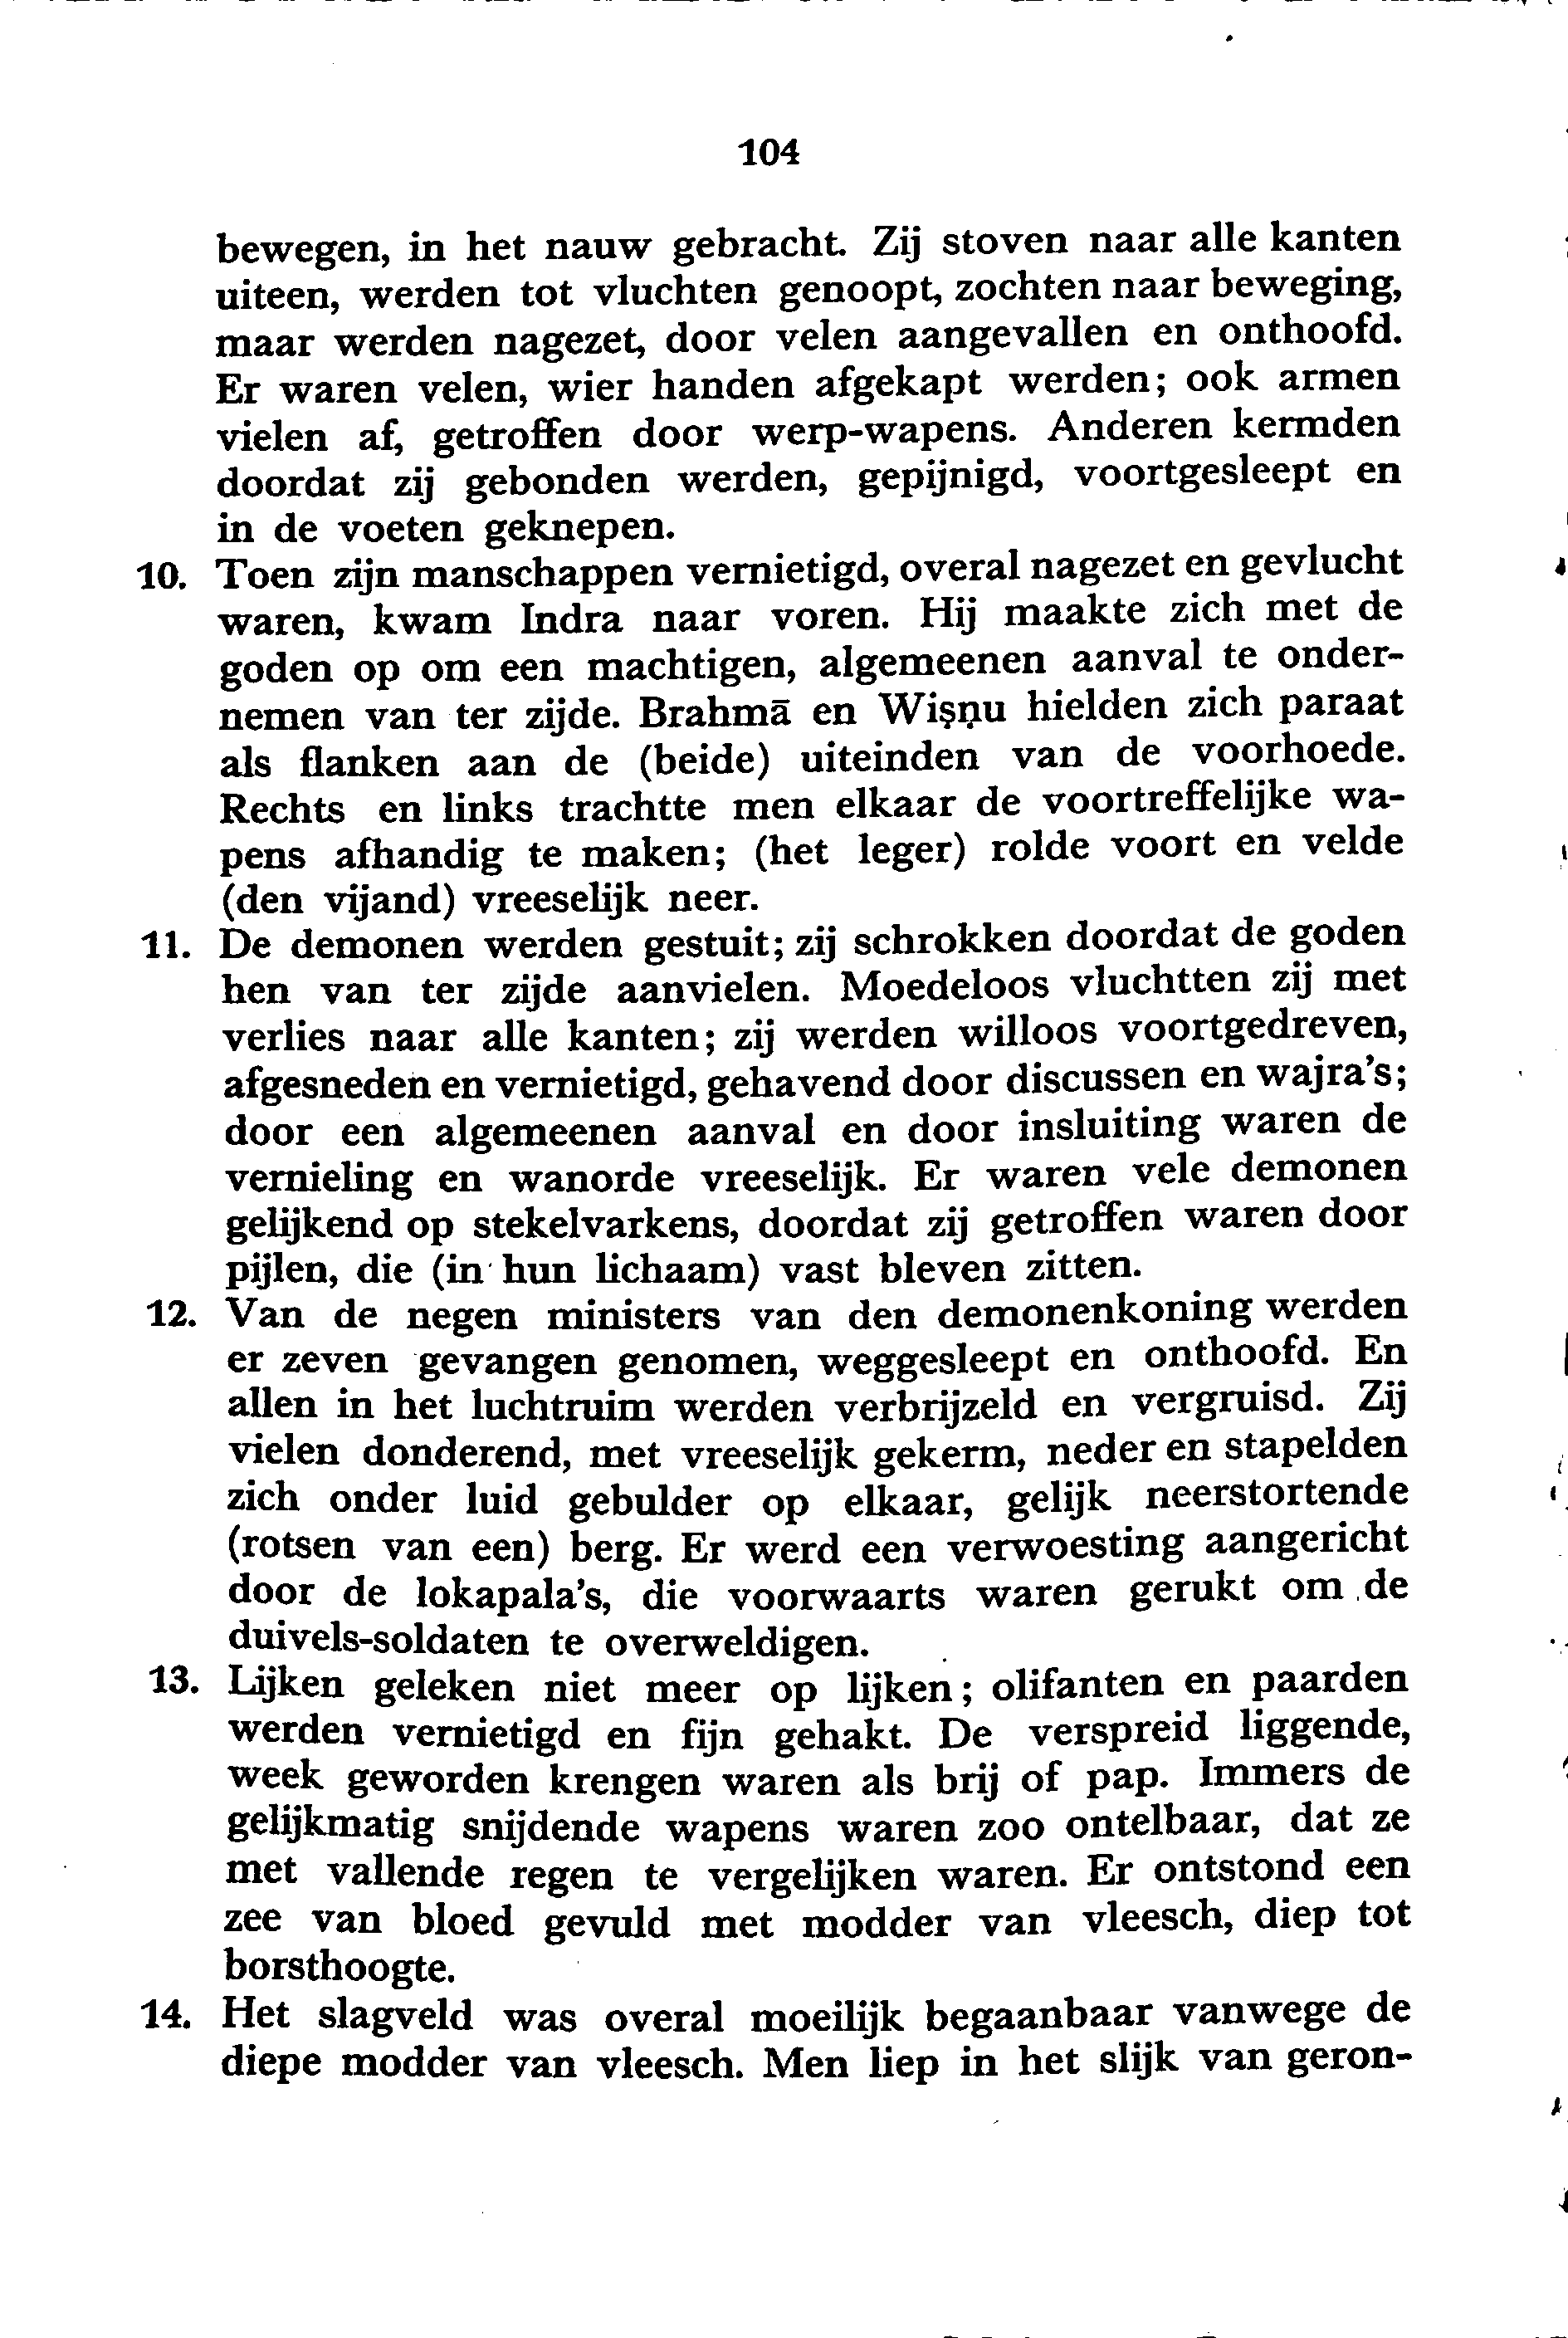 104
bewegen, in het nauw gebracht. Zij stoven naar alle kanten
uiteen, werden tot vluchten genoopt, zochten naar beweging,
maar werden nagezet, door velen aangevallen en onthoofd.
Er waren velen, wier handen afgekapt werden; ook armen
vielen af, getroffen door werp-wapens. Anderen kermden
doordat zij gebonden werden, gepijnigd, voortgesleept en
in de voeten geknepen.
10. Toen zijn manschappen vernietigd, overal nagezet en gevlucht
waren, kwam Indra naar voren. Hij maakte zich met de
goden op om een machtigen, algemeenen aanval te onder-
nemen van ter zijde. Brahmā en Wiṣṇu hielden zich paraat
als flanken aan de (beide) uiteinden van de voorhoede.
Rechts en links trachtte men elkaar de voortreffelijke wa-
pens afhandig te maken; (het leger) rolde voort en velde
(den vijand) vreeselijk neer.
11. De demonen werden gestuit; zij schrokken doordat de goden
hen van ter zijde aanvielen. Moedeloos vluchtten zij met
verlies naar alle kanten; zij werden willoos voortgedreven,
afgesneden en vernietigd, gehavend door discussen en wajra's;
door een algemeenen aanval en door insluiting waren de
vernieling en wanorde vreeselijk. Er waren vele demonen
gelijkend op stekelvarkens, doordat zij getroffen waren door
pijlen, die (in hun lichaam) vast bleven zitten.
12. Van de negen ministers van den demonenkoning werden
er zeven gevangen genomen, weggesleept en onthoofd. En
allen in het luchtruim werden verbrijzeld en vergruisd. Zij
vielen donderend, met vreeselijk gekerm, neder en stapelden
zich onder luid gebulder op elkaar, gelijk neerstortende
(rotsen van een) berg. Er werd een verwoesting aangericht
door de lokapala's, die voorwaarts waren gerukt om de
duivels-soldaten te overweldigen.
13. Lijken geleken niet meer op lijken; olifanten en paarden
werden vernietigd en fijn gehakt. De verspreid liggende,
week geworden krengen waren als brij of pap. Immers de
gelijkmatig snijdende wapens waren zoo ontelbaar, dat ze
met vallende regen te vergelijken waren. Er ontstond een
zee van bloed gevuld met modder van vleesch, diep tot
borsthoogte.
14. Het slagveld was overal moeilijk begaanbaar vanwege de
diepe modder van vleesch. Men liep in het slijk van geron-